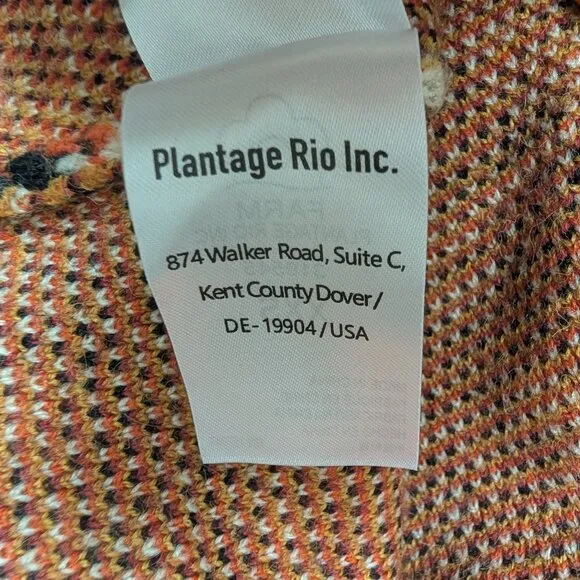 Plantage Rio Inc.
874 Walker Road, Suite C,
Kent County Dover /
DE- 19904 / USA